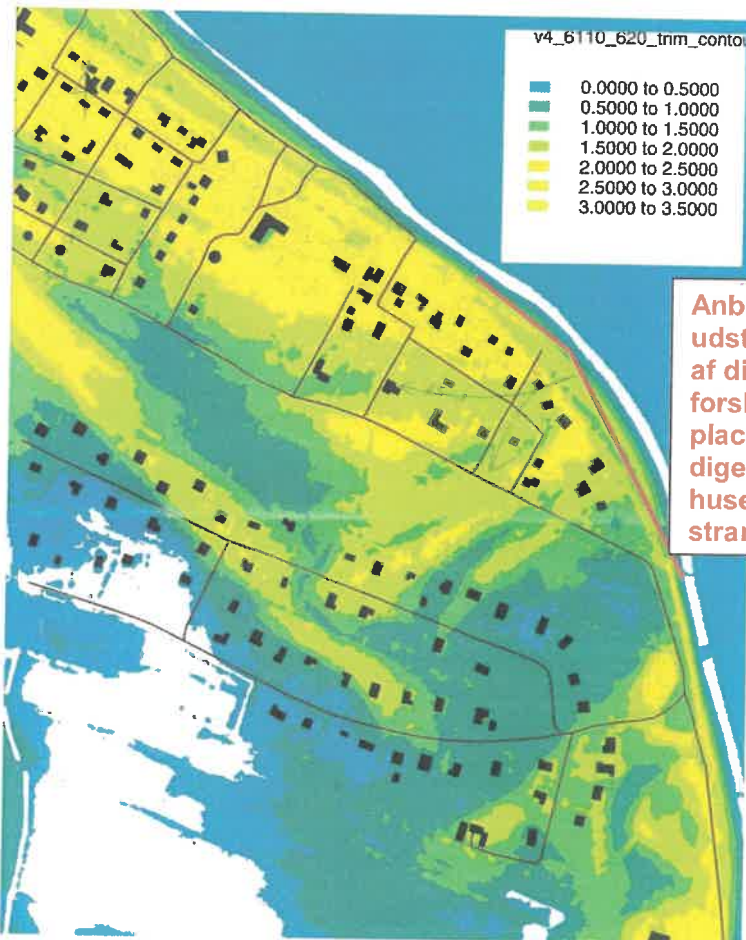 v4_6110_620_tnm_contou
0.0000 to 0.5000
0.5000 to 1.0000
1.0000 to 1.5000
1.5000 to 2.0000
2.0000 to 2.5000
2.5000 to 3.0000
3.0000 to 3.5000
Anb
udst
af di
forsl
plac
dige
huse
stran